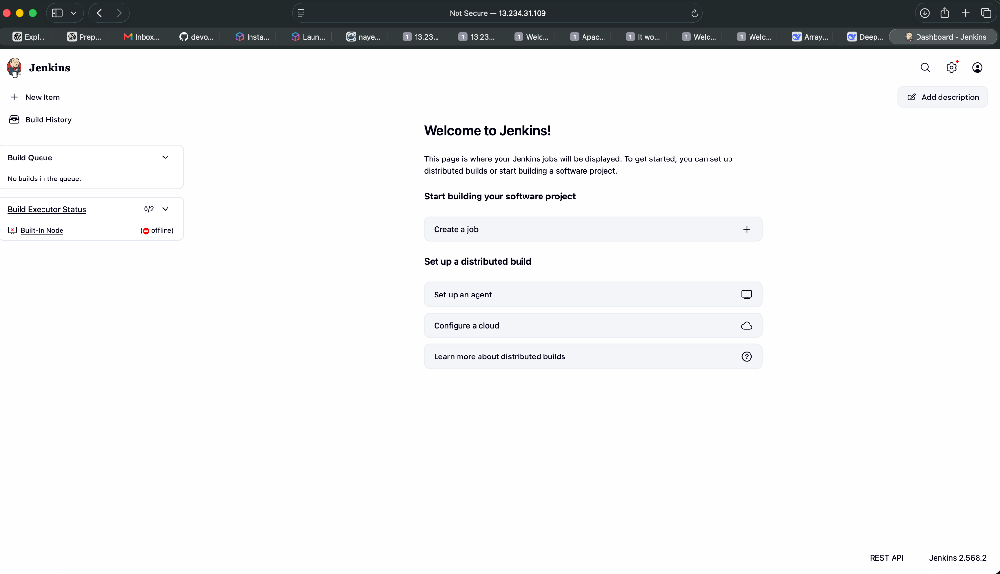 Not Secure — 13.234.31.109
Expl...
Prep...
Inbox...
devo...
Insta...
Laun...
naye...
1 13.23...
1 13.23...
1 Welc...
1 Apac...
1 It wo...
1 Welc...
1 Welc...
Array...
Deep...
Dashboard - Jenkins
Jenkins
New Item
Add description
Build History
Welcome to Jenkins!
Build Queue
No builds in the queue.
This page is where your Jenkins jobs will be displayed. To get started, you can set up
distributed builds or start building a software project.
Build Executor Status 0/2
Built-In Node (offline)
Start building your software project
Create a job
Set up a distributed build
Set up an agent
Configure a cloud
Learn more about distributed builds
REST API
Jenkins 2.568.2